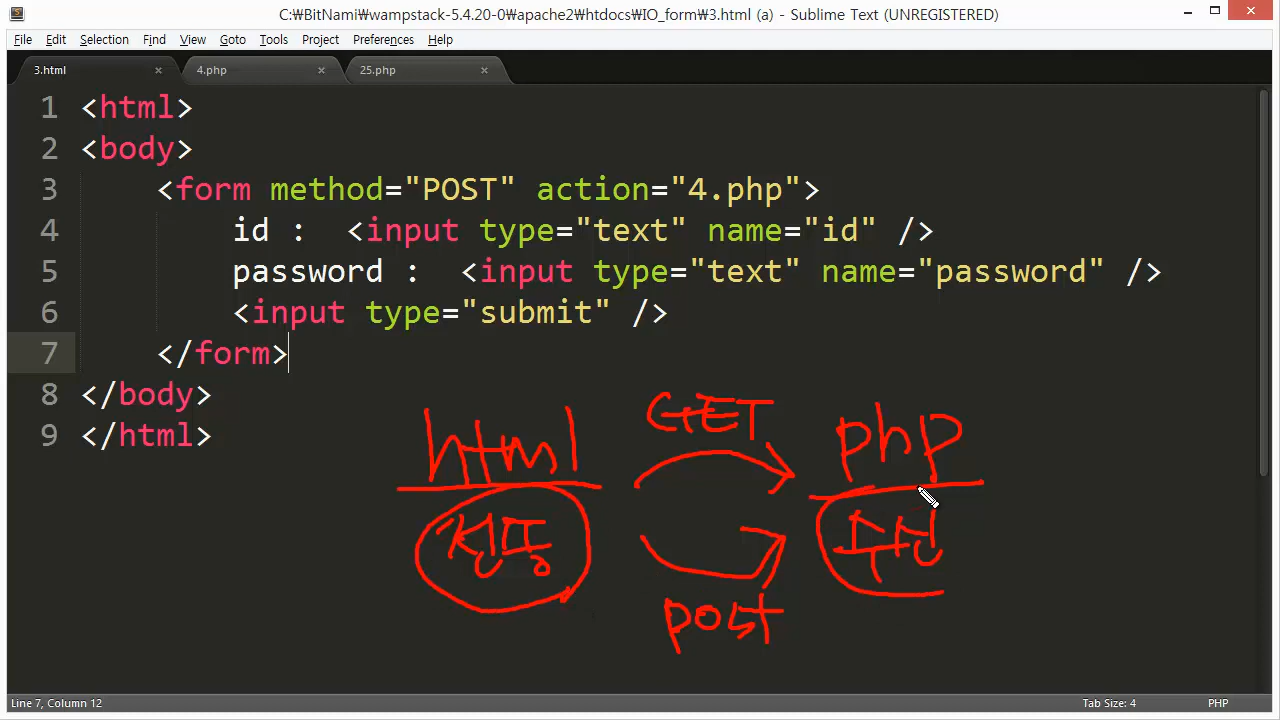 C:₩BitNami₩wampstack-5.4.20-0₩apache2₩htdocs₩IO_form₩3.html (a) - Sublime Text (UNREGISTERED)
File Edit Selection Find View Goto Tools Project Preferences Help
3.html × 4.php × 25.php ×
1 <html>
2 <body>
3 <form method="POST" action="4.php">
4 id : <input type="text" name="id" />
5 password : <input type="text" name="password" />
6 <input type="submit" />
7 </form>
8 </body>
9 </html>
html GET php
post
Line 7, Column 12 Tab Size: 4 PHP